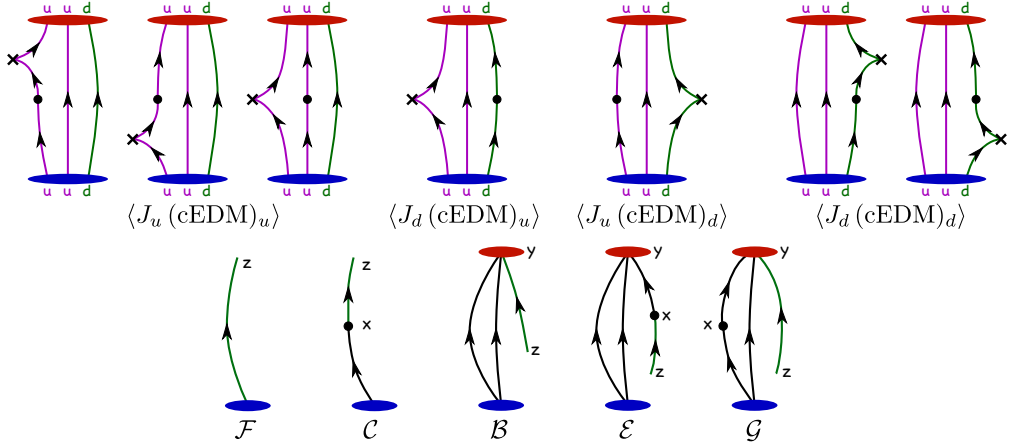 u u d u u d u u d u u d u u d u u d u u d
u u d u u d u u d u u d u u d u u d u u d
⟨J_u (cEDM)_u⟩ ⟨J_d (cEDM)_u⟩ ⟨J_u (cEDM)_d⟩ ⟨J_d (cEDM)_d⟩
z z y y y
x x x
z z z
ℱ 𝒞 ℬ ℰ 𝒢